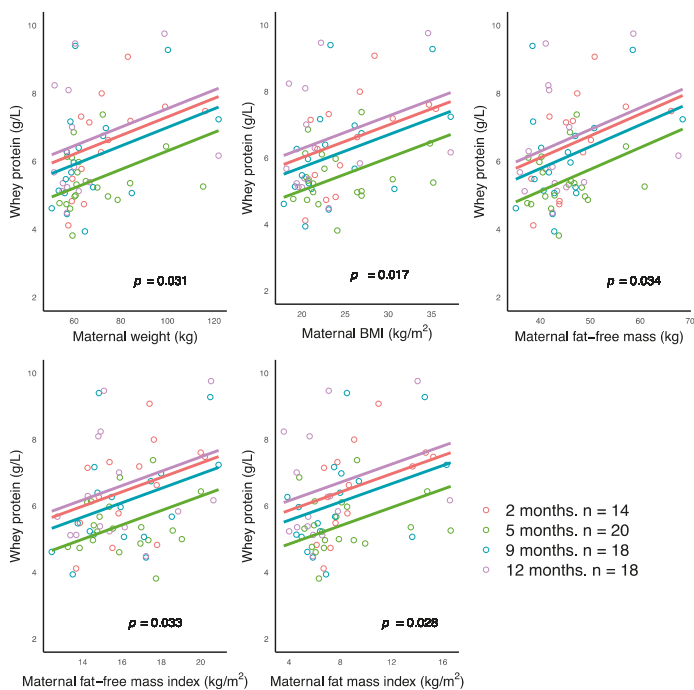 10
8
6
4
2
Whey protein (g/L)
p = 0.031
60 80 100 120
Maternal weight (kg)
10
8
6
4
2
Whey protein (g/L)
p = 0.017
20 25 30 35
Maternal BMI (kg/m²)
10
8
6
4
2
Whey protein (g/L)
p = 0.034
40 50 60 70
Maternal fat−free mass (kg)
10
8
6
4
2
Whey protein (g/L)
p = 0.033
14 16 18 20
Maternal fat−free mass index (kg/m²)
10
8
6
4
2
Whey protein (g/L)
p = 0.028
4 8 12 16
Maternal fat mass index (kg/m²)
2 months. n = 14
5 months. n = 20
9 months. n = 18
12 months. n = 18